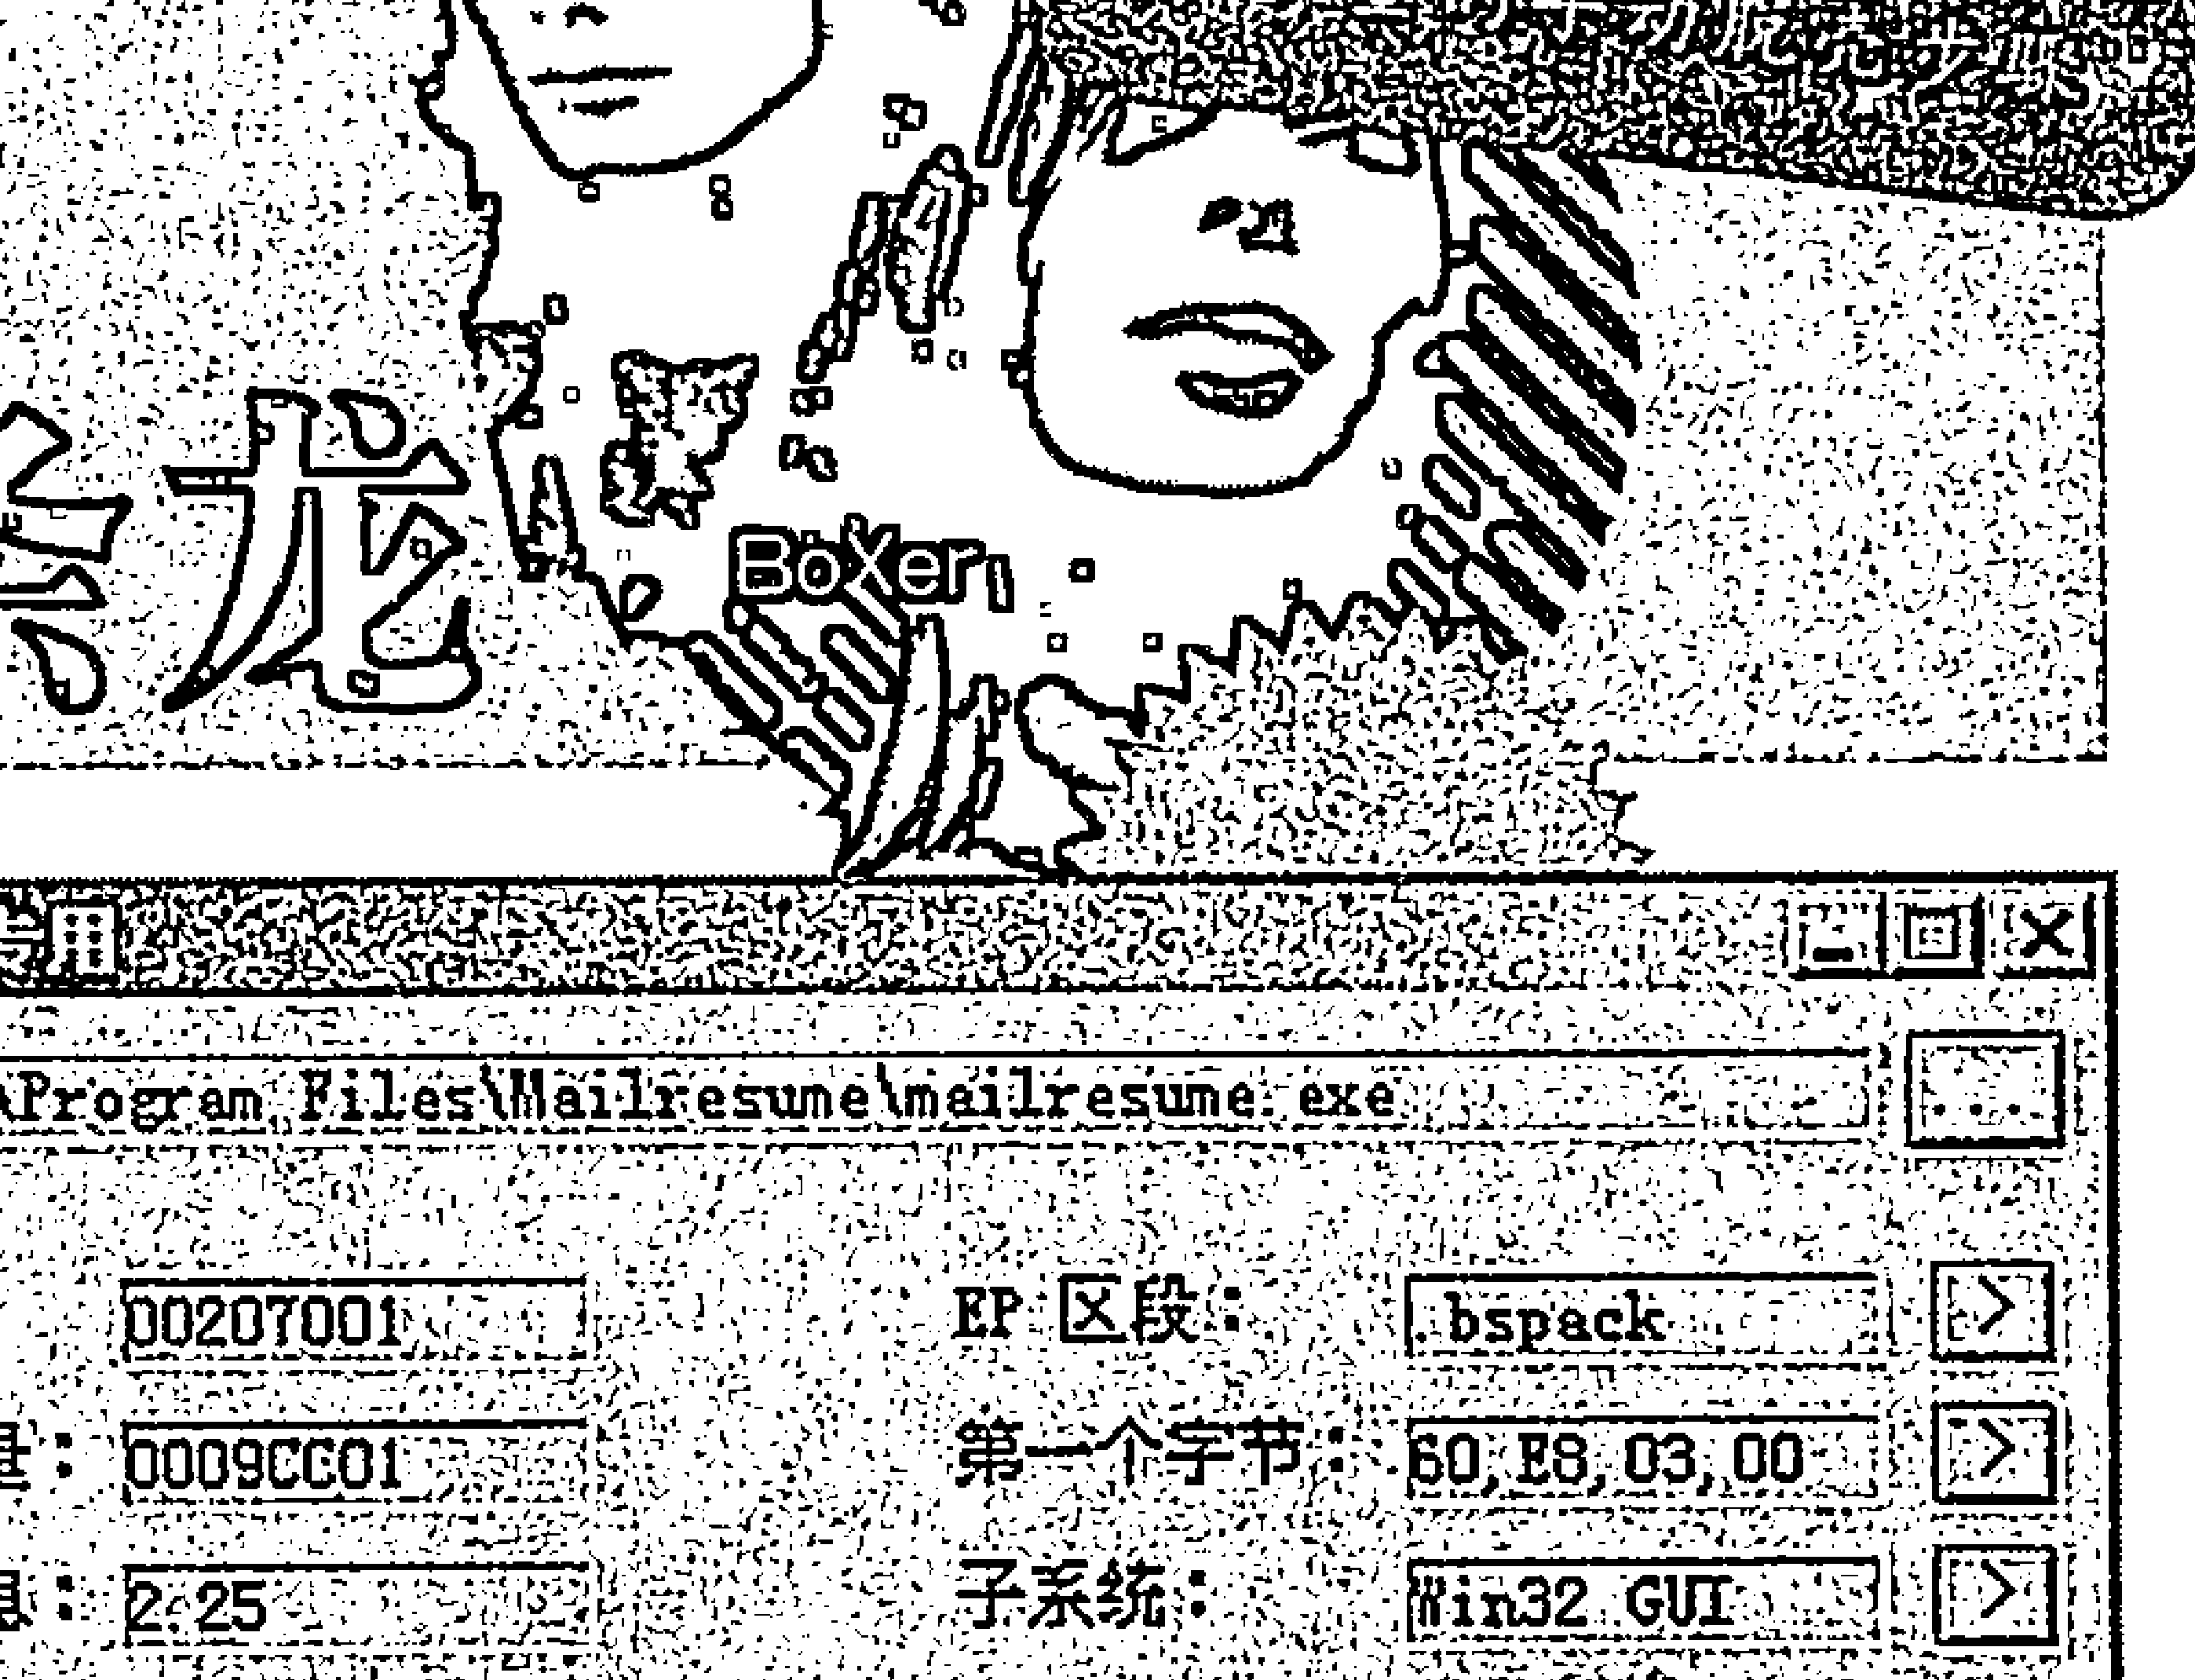 龙
BoXer
\Program Files\Mailresume\mailresume.exe
00207001 EP 区段: .bspack
: 0009CC01 第一个字节: 60,E8,03,00
: 2.25 子系统: Win32 GUI